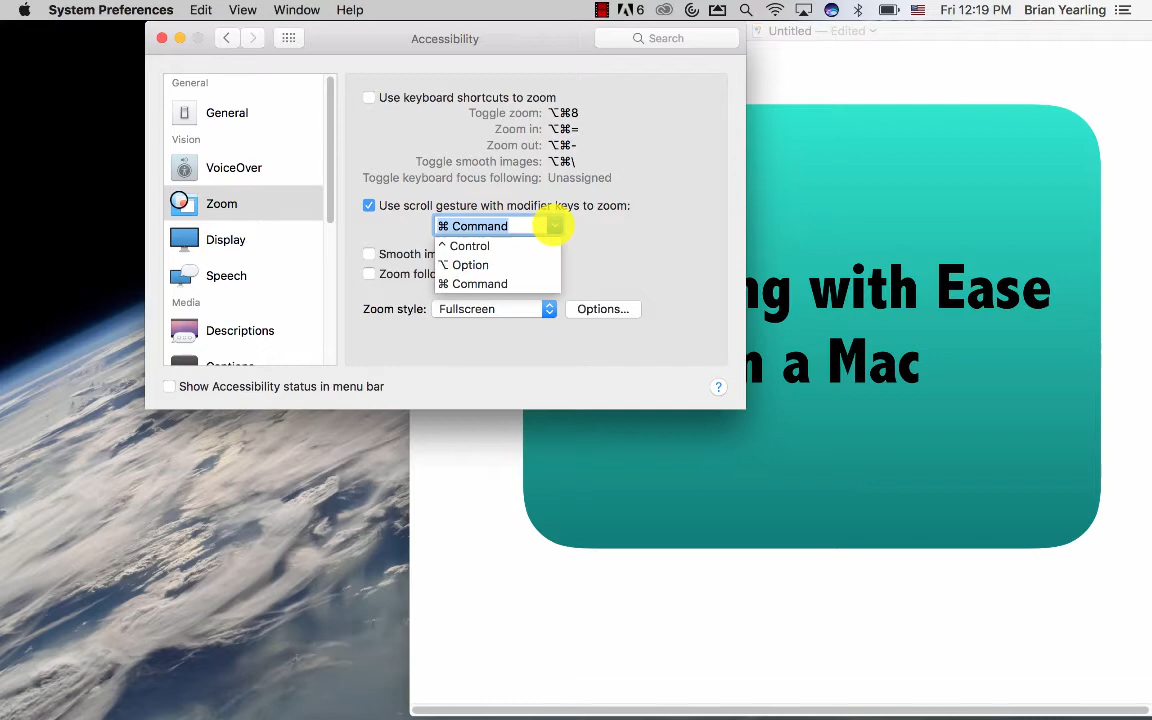 System Preferences Edit View Window Help
6 Fri 12:19 PM Brian Yearling
Accessibility
Search
Untitled — Edited
General
General
Vision
VoiceOver
Zoom
Display
Speech
Media
Descriptions
Use keyboard shortcuts to zoom
Toggle zoom: ⌥⌘8
Zoom in: ⌥⌘=
Zoom out: ⌥⌘-
Toggle smooth images: ⌥⌘\
Toggle keyboard focus following: Unassigned
Use scroll gesture with modifier keys to zoom:
⌘ Command
^ Control
⌥ Option
⌘ Command
Smooth
Zoom
Zoom style: Fullscreen Options...
Show Accessibility status in menu bar
?
with Ease
a Mac